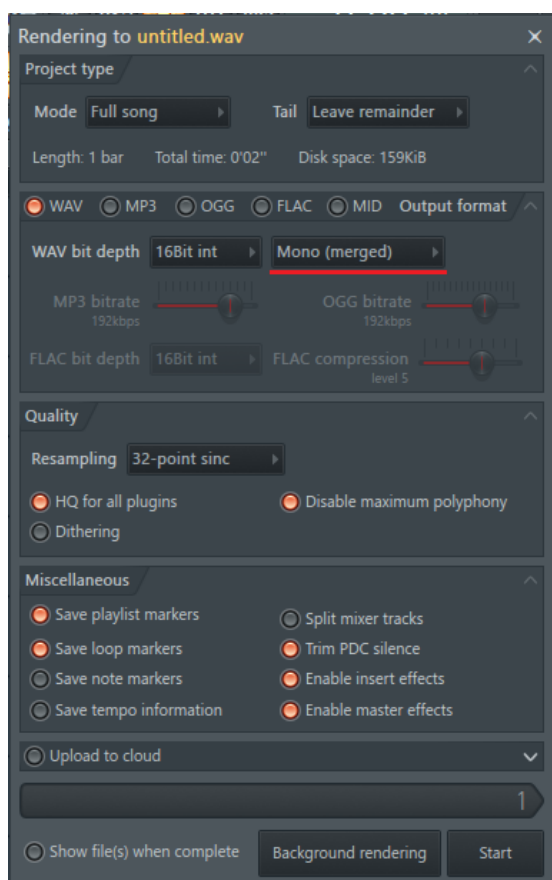 Rendering to untitled.wav
Project type
Mode Full song Tail Leave remainder
Length: 1 bar Total time: 0'02'' Disk space: 159KiB
WAV MP3 OGG FLAC MID Output format
WAV bit depth 16Bit int Mono (merged)
MP3 bitrate OGG bitrate
192kbps 192kbps
FLAC bit depth 16Bit int FLAC compression
level 5
Quality
Resampling 32-point sinc
HQ for all plugins Disable maximum polyphony
Dithering
Miscellaneous
Save playlist markers Split mixer tracks
Save loop markers Trim PDC silence
Save note markers Enable insert effects
Save tempo information Enable master effects
Upload to cloud
1
Show file(s) when complete Background rendering Start